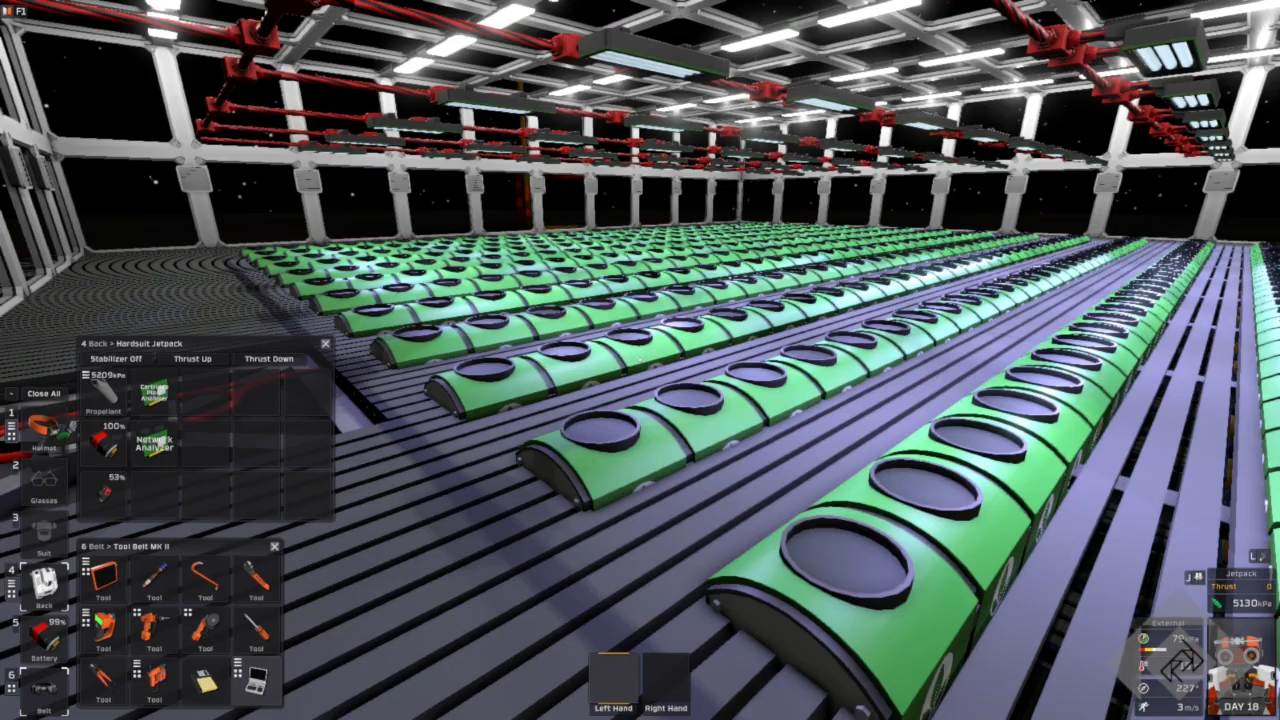 F1
4 Back > Hardsuit Jetpack
Stabilizer Off Thrust Up Thrust Down
5209kPa
Propellant
Cartridge
Analyzer
100%
Network
Analyzer
53%
Close All
1
Helmet
2
Glasses
3
Suit
4
Back
5
99%
Battery
6
Belt
6 Belt > Tool Belt MK II
Tool Tool Tool Tool
Tool Tool Tool Tool
Tool Tool
Left Hand Right Hand
L
J
Jetpack
Thrust 0
5130kPa
External
227°
3 m/s
DAY 18